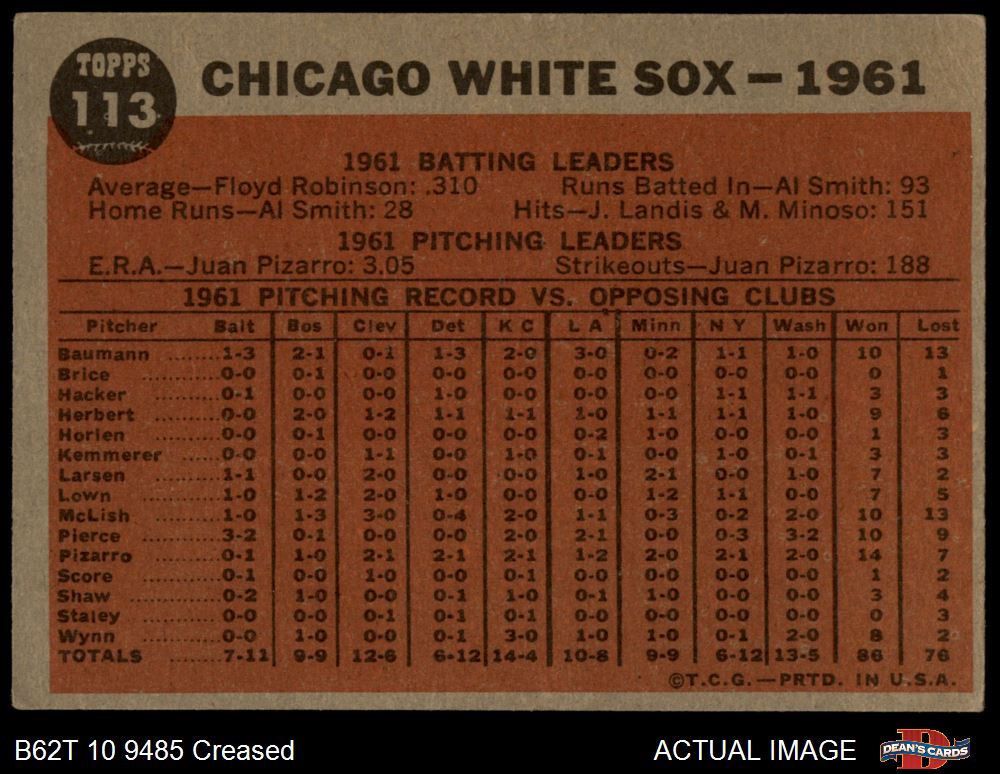 TOPPS
113
CHICAGO WHITE SOX — 1961
1961 BATTING LEADERS
Average—Floyd Robinson: .310 Runs Batted In—Al Smith: 93
Home Runs—Al Smith: 28 Hits—J. Landis & M. Minoso: 151
1961 PITCHING LEADERS
E.R.A.—Juan Pizarro: 3.05 Strikeouts—Juan Pizarro: 188
1961 PITCHING RECORD VS. OPPOSING CLUBS
Pitcher Balt Bos Clev Det K C L A Minn N Y Wash Won Lost
Baumann ........1-3 2-1 0-1 1-3 2-0 3-0 0-2 1-1 1-0 10 13
Brice ............0-0 0-1 0-0 0-0 0-0 0-0 0-0 0-0 0-0 0 1
Hacker ..........0-1 0-0 0-0 1-0 0-0 0-0 0-0 1-1 1-1 3 3
Herbert ..........0-0 2-0 1-2 1-1 1-1 1-0 1-1 1-1 1-0 9 6
Horlen ..........0-0 0-1 0-0 0-0 0-0 0-2 1-0 0-0 0-0 1 3
Kemmerer ......0-0 0-0 1-1 0-0 1-0 0-1 0-0 1-0 0-1 3 3
Larsen ..........1-1 0-0 2-0 0-0 0-0 1-0 2-1 0-0 1-0 7 2
Lown ............1-0 1-2 2-0 1-0 0-0 0-0 1-2 1-1 0-0 7 5
McLish ..........1-0 1-3 3-0 0-4 2-0 1-1 0-3 0-2 2-0 10 13
Pierce ............3-2 0-1 0-0 0-0 2-0 2-1 0-0 0-3 3-2 10 9
Pizarro ..........0-1 1-0 2-1 2-1 2-1 1-2 2-0 2-1 2-0 14 7
Score ............0-1 0-0 1-0 0-0 0-1 0-0 0-0 0-0 0-0 1 2
Shaw ............0-2 1-0 0-0 0-1 1-0 0-1 1-0 0-0 0-0 3 4
Staley ..........0-0 0-0 0-1 0-1 0-1 0-0 0-0 0-0 0-0 0 3
Wynn ............0-0 1-0 0-0 0-1 3-0 1-0 1-0 0-1 2-0 8 2
TOTALS ........7-11 9-9 12-6 6-12 14-4 10-8 9-9 6-12 13-5 86 76
©T.C.G.—PRTD. IN U.S.A.
B62T 10 9485 Creased ACTUAL IMAGE DEAN'S CARDS